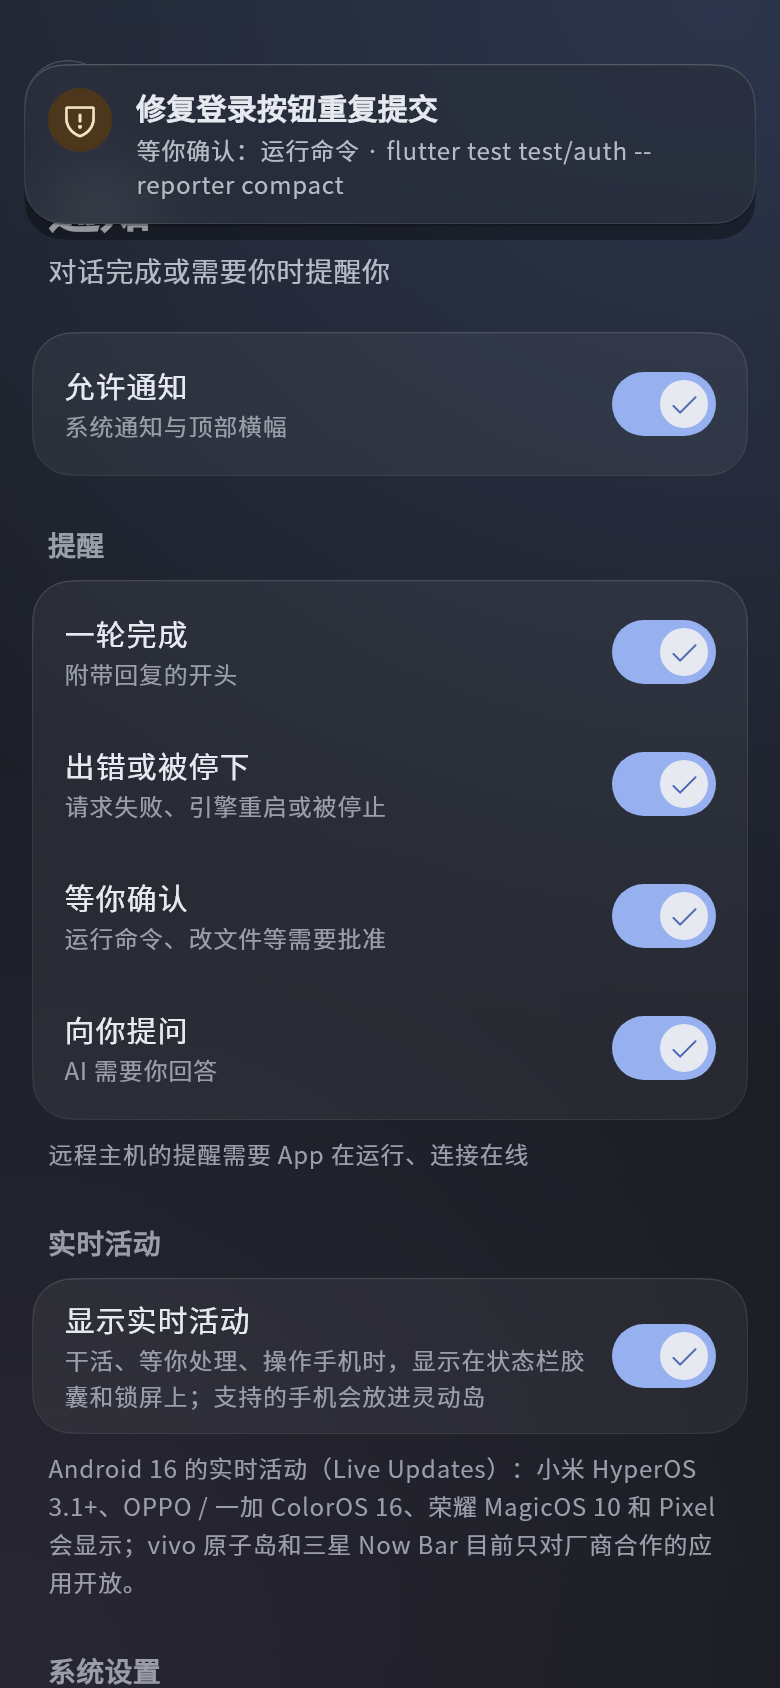 修复登录按钮重复提交
等你确认：运行命令 · flutter test test/auth --
reporter compact
对话完成或需要你时提醒你
允许通知
系统通知与顶部横幅
提醒
一轮完成
附带回复的开头
出错或被停下
请求失败、引擎重启或被停止
等你确认
运行命令、改文件等需要批准
向你提问
AI 需要你回答
远程主机的提醒需要 App 在运行、连接在线
实时活动
显示实时活动
干活、等你处理、操作手机时，显示在状态栏胶
囊和锁屏上；支持的手机会放进灵动岛
Android 16 的实时活动（Live Updates）：小米 HyperOS
3.1+、OPPO / 一加 ColorOS 16、荣耀 MagicOS 10 和 Pixel
会显示；vivo 原子岛和三星 Now Bar 目前只对厂商合作的应
用开放。
系统设置